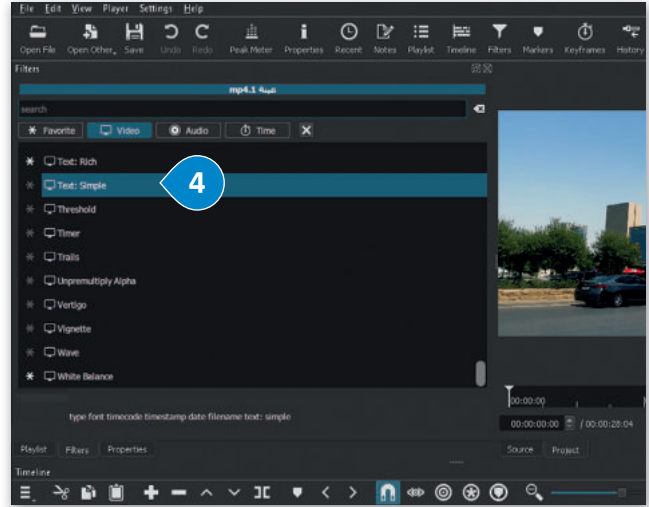 File Edit View Player Settings Help
Open File Open Other... Save Undo Redo Peak Meter Properties Recent Notes Playlist Timeline Filters Markers Keyframes History
Filters
عينة 1.mp4
search
Favorite Video Audio Time
Text: Rich
Text: Simple
4
Threshold
Timer
Trails
Unpremultiply Alpha
Vertigo
Vignette
Wave
White Balance
type font timecode timestamp date filename text: simple
00:00:00
00:00:00:00 / 00:00:28:04
Playlist Filters Properties
Source Project
Timeline